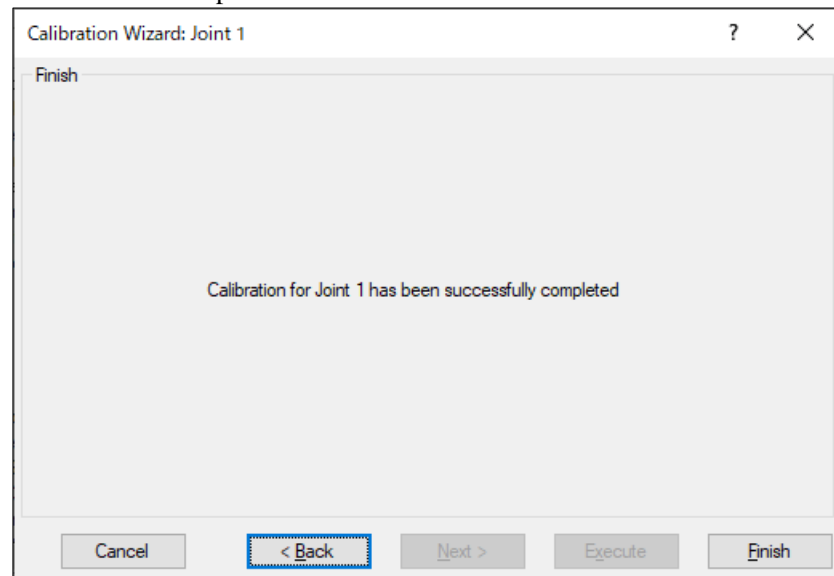 Calibration Wizard: Joint 1
?
Finish
Calibration for Joint 1 has been successfully completed
Cancel
< Back
Next >
Execute
Finish